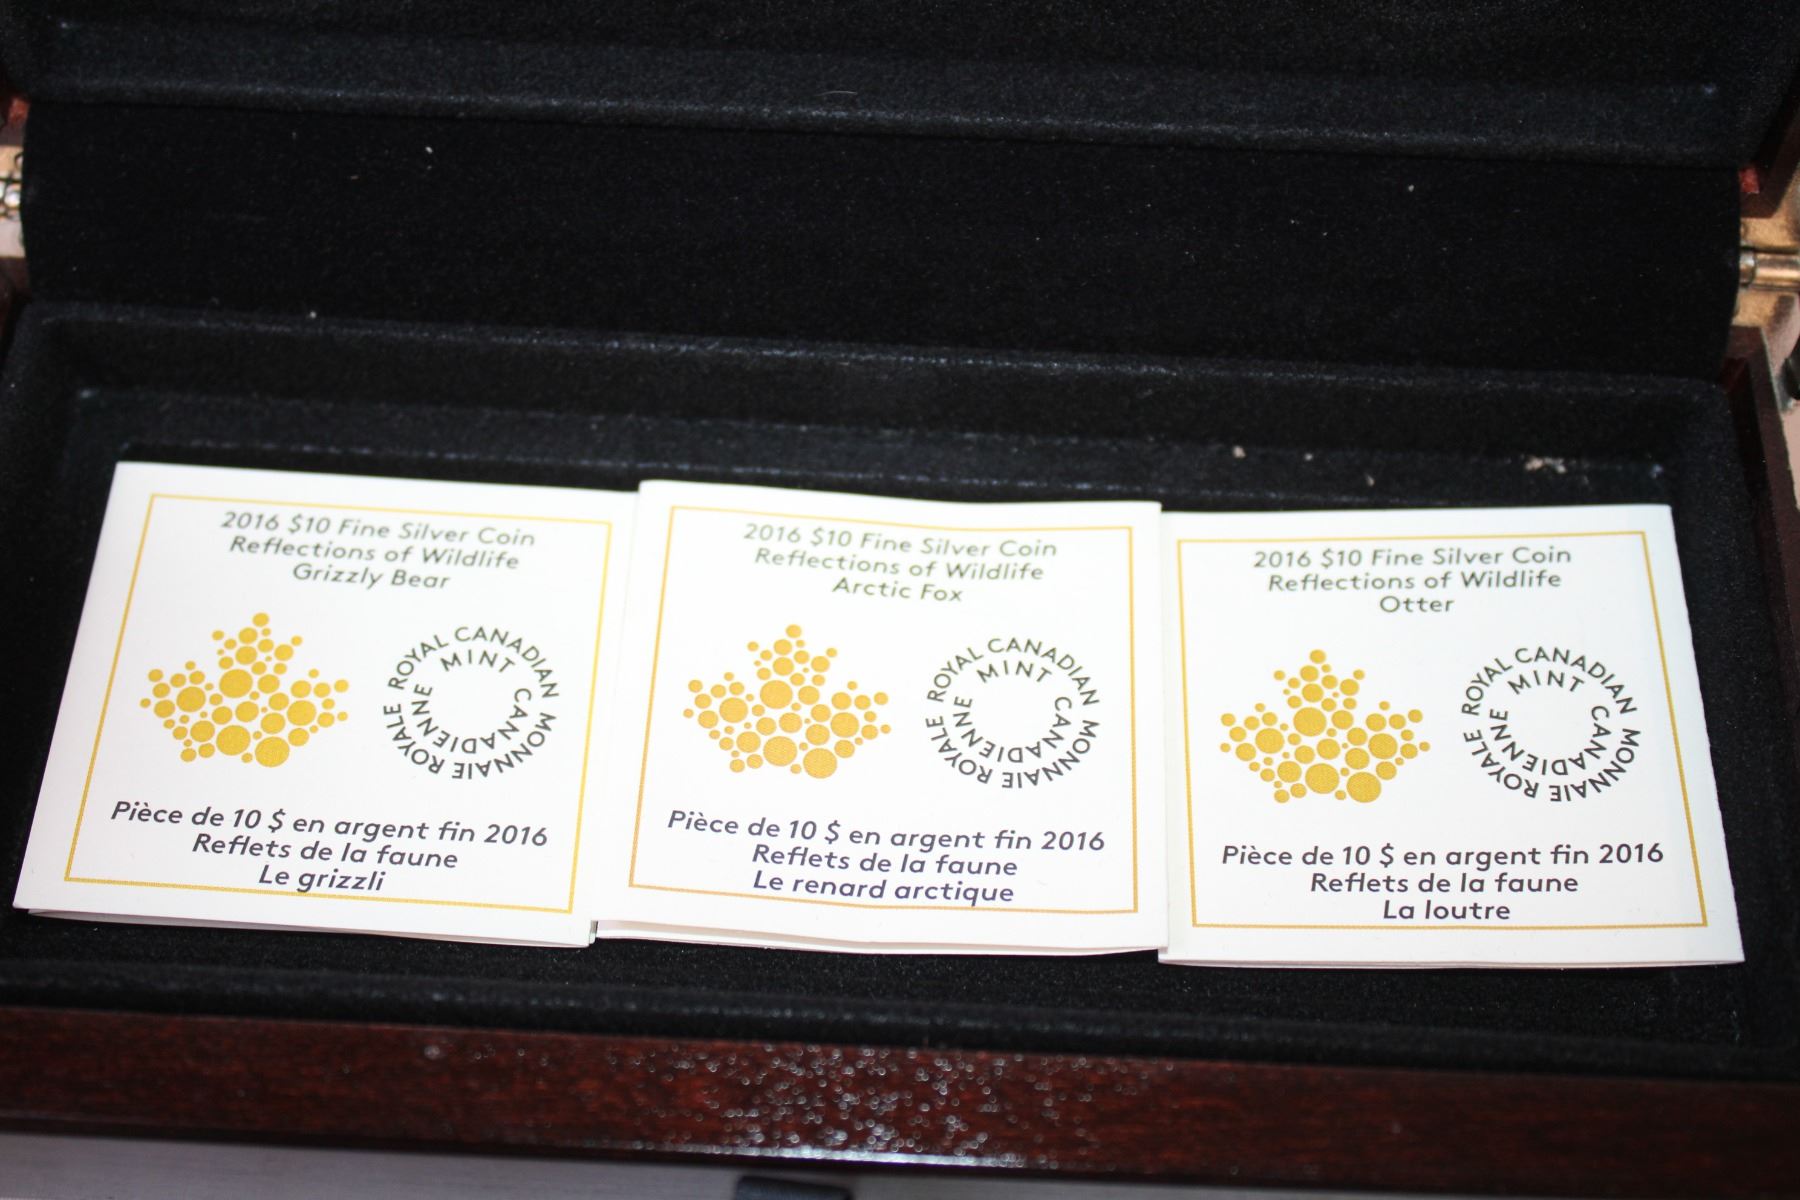 2016 $10 Fine Silver Coin
Reflections of Wildlife
Grizzly Bear
ROYAL CANADIAN MINT
MONNAIE ROYALE CANADIENNE
Pièce de 10 $ en argent fin 2016
Reflets de la faune
Le grizzli
2016 $10 Fine Silver Coin
Reflections of Wildlife
Arctic Fox
ROYAL CANADIAN MINT
MONNAIE ROYALE CANADIENNE
Pièce de 10 $ en argent fin 2016
Reflets de la faune
Le renard arctique
2016 $10 Fine Silver Coin
Reflections of Wildlife
Otter
ROYAL CANADIAN MINT
MONNAIE ROYALE CANADIENNE
Pièce de 10 $ en argent fin 2016
Reflets de la faune
La loutre